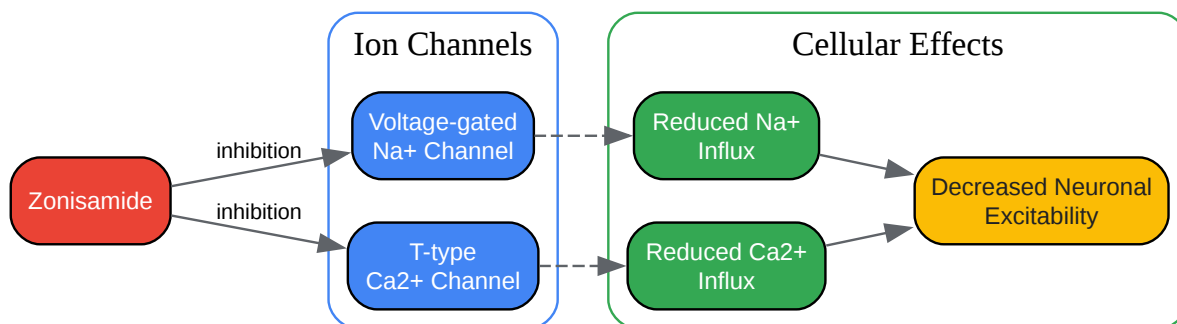 Ion Channels
Cellular Effects
Zonisamide
inhibition
inhibition
Voltage-gated
Na+ Channel
T-type
Ca2+ Channel
Reduced Na+
Influx
Reduced Ca2+
Influx
Decreased Neuronal
Excitability